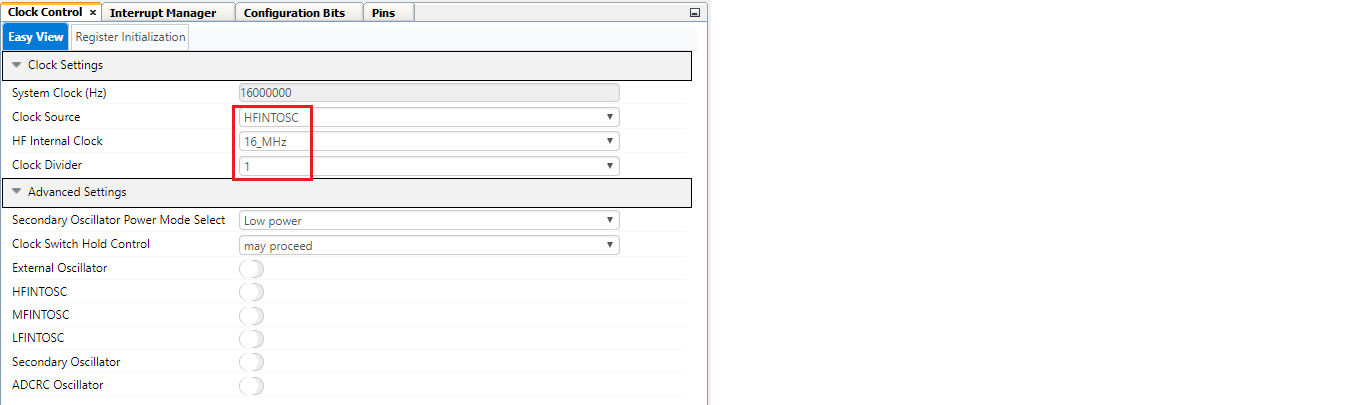 Clock Control × Interrupt Manager Configuration Bits Pins
Easy View Register Initialization
Clock Settings
System Clock (Hz) 16000000
Clock Source HFINTOSC
HF Internal Clock 16_MHz
Clock Divider 1
Advanced Settings
Secondary Oscillator Power Mode Select Low power
Clock Switch Hold Control may proceed
External Oscillator
HFINTOSC
MFINTOSC
LFINTOSC
Secondary Oscillator
ADCRC Oscillator